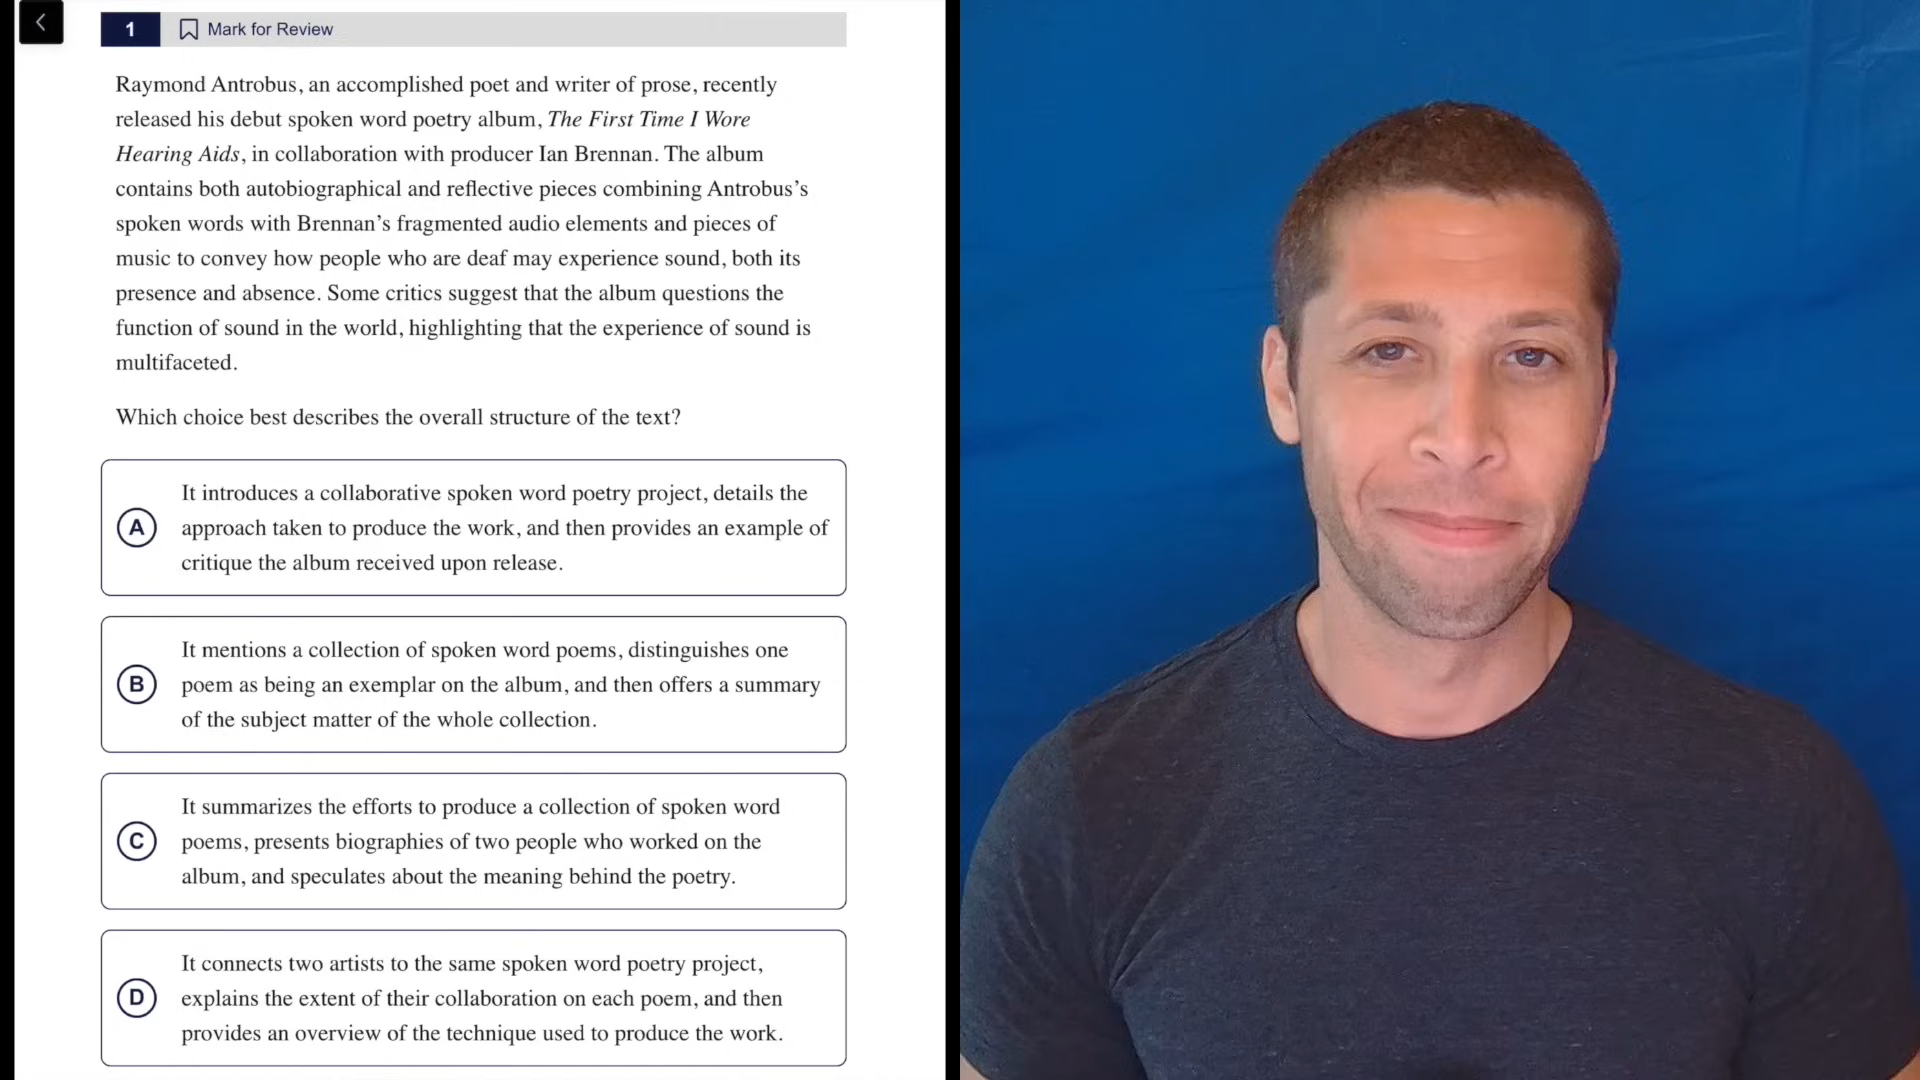 1 Mark for Review
Raymond Antrobus, an accomplished poet and writer of prose, recently
released his debut spoken word poetry album, The First Time I Wore
Hearing Aids, in collaboration with producer Ian Brennan. The album
contains both autobiographical and reflective pieces combining Antrobus’s
spoken words with Brennan’s fragmented audio elements and pieces of
music to convey how people who are deaf may experience sound, both its
presence and absence. Some critics suggest that the album questions the
function of sound in the world, highlighting that the experience of sound is
multifaceted.
Which choice best describes the overall structure of the text?
A
It introduces a collaborative spoken word poetry project, details the
approach taken to produce the work, and then provides an example of
critique the album received upon release.
B
It mentions a collection of spoken word poems, distinguishes one
poem as being an exemplar on the album, and then offers a summary
of the subject matter of the whole collection.
C
It summarizes the efforts to produce a collection of spoken word
poems, presents biographies of two people who worked on the
album, and speculates about the meaning behind the poetry.
D
It connects two artists to the same spoken word poetry project,
explains the extent of their collaboration on each poem, and then
provides an overview of the technique used to produce the work.